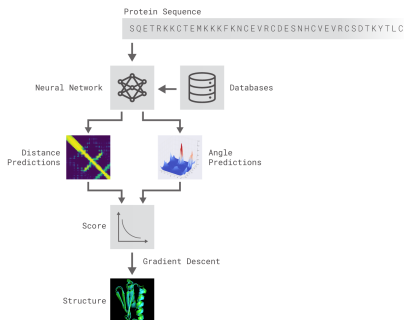 Protein Sequence
SQETRKKCTEMKKKFKNCEVRCDESNHCVEVRCSDTKYTLC
Neural Network
Databases
Distance
Predictions
Angle
Predictions
Score
Gradient Descent
Structure